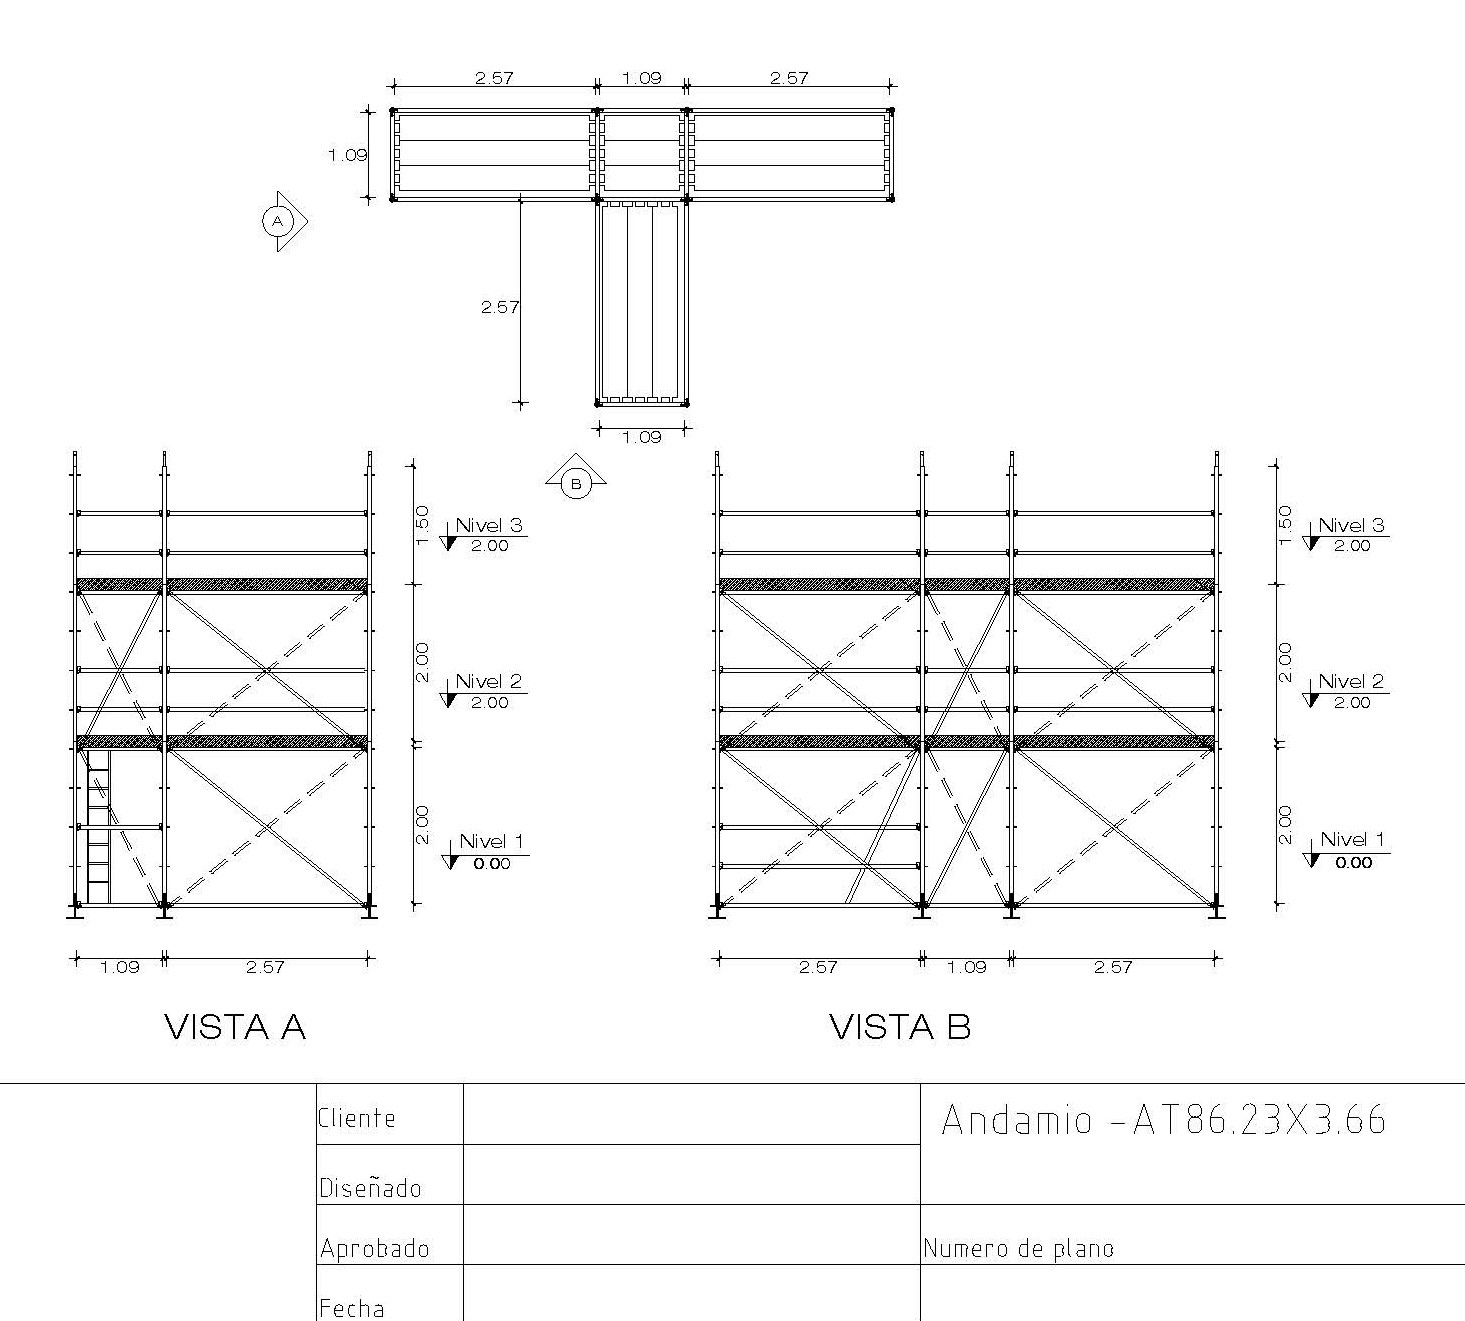 2.57 1.09 2.57
1.09
A
2.57
1.09
B
1.50
Nivel 3
2.00
2.00
Nivel 2
2.00
2.00
Nivel 1
0.00
1.09 2.57
VISTA A
1.50
Nivel 3
2.00
2.00
Nivel 2
2.00
2.00
Nivel 1
0.00
2.57 1.09 2.57
VISTA B
Cliente
Andamio -AT86.23X3.66
Diseñado
Aprobado
Numero de plano
Fecha